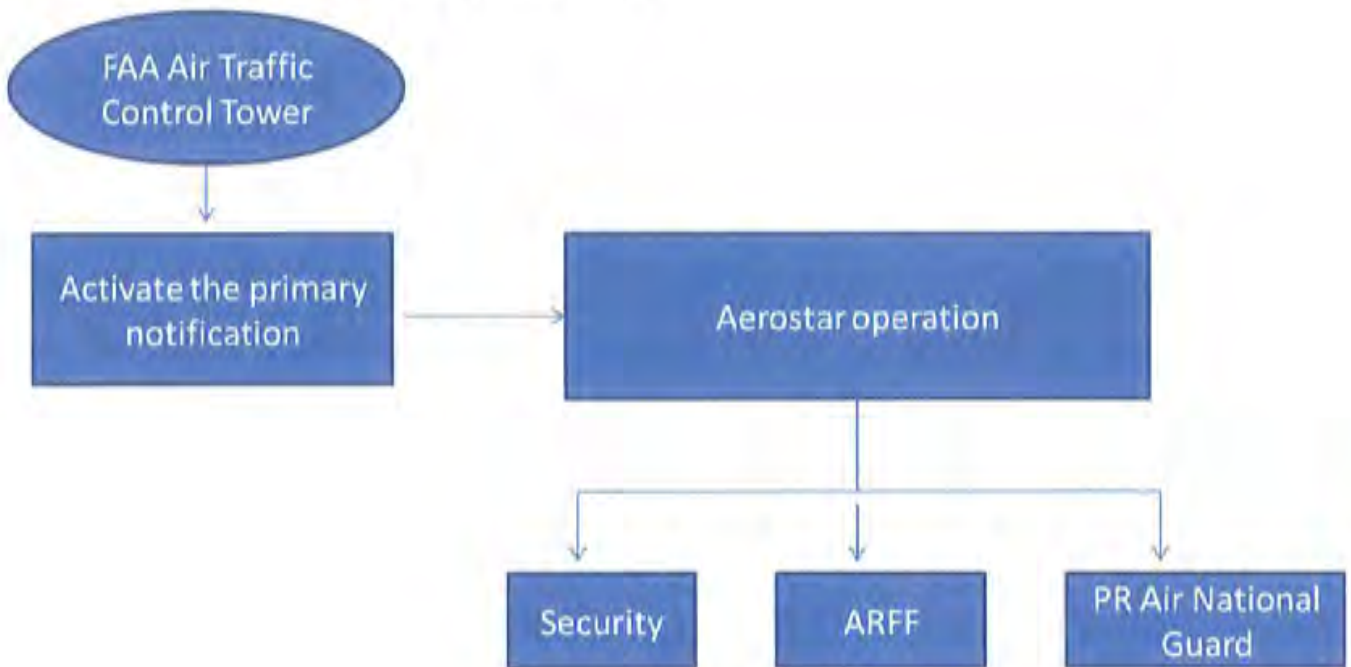 FAA Air Traffic
Control Tower
Activate the primary
notification
Aerostar operation
Security
ARFF
PR Air National
Guard